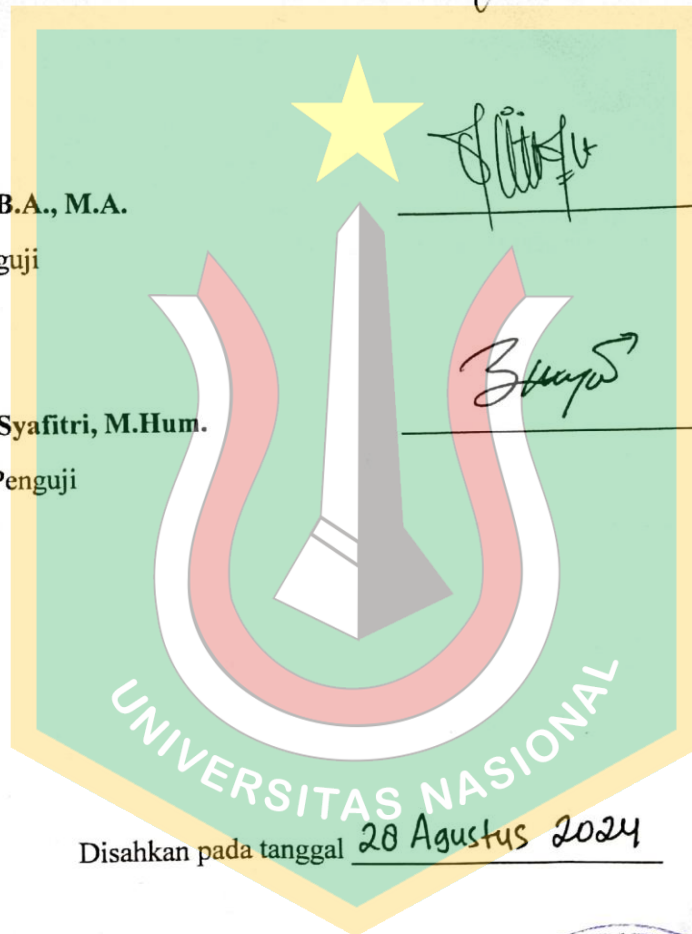 B.A., M.A.
guji
Syafitri, M.Hum.
Penguji
UNIVERSITAS NASIONAL
Disahkan pada tanggal 28 Agustus 2024